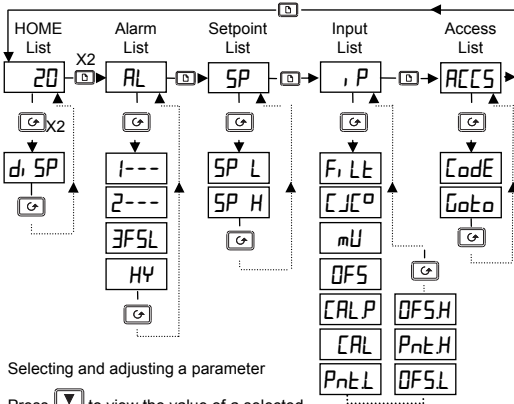 HOME Alarm Setpoint Input Access
List List List List List
X2
20 AL SP iP ACCS
X2
diSP 1--- SP L FiLt CodE
2--- SP H CJC° Goto
3FSL mU
HY OFS
CAL.P OFS.H
CAL Pnt.H
Pnt.L OFS.L
Selecting and adjusting a parameter
Press ▼ to view the value of a selected